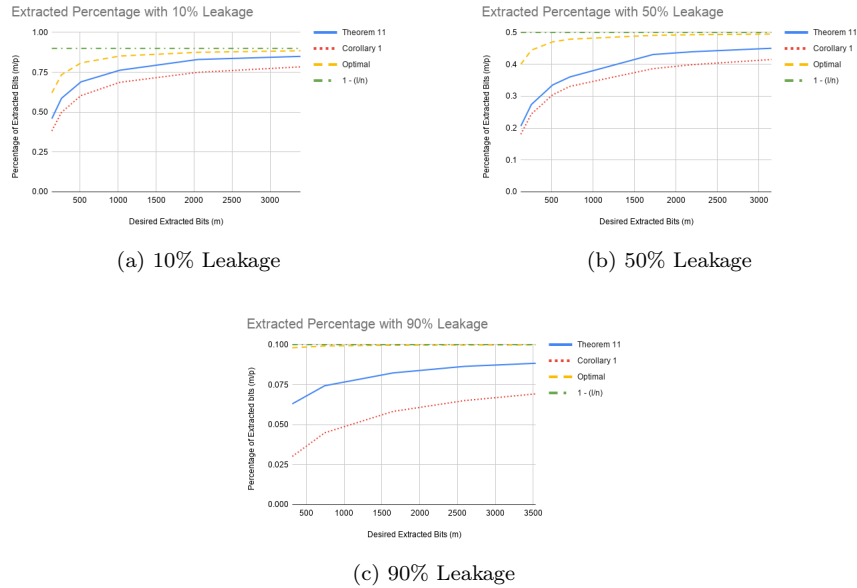 Extracted Percentage with 10% Leakage
Percentage of Extracted Bits (m/p)
1.00
0.75
0.50
0.25
0.00
500
1000
1500
2000
2500
3000
Desired Extracted Bits (m)
Theorem 11
Corollary 1
Optimal
1 - (l/n)
(a) 10% Leakage
Extracted Percentage with 50% Leakage
Percentage of Extracted Bits (m/p)
0.5
0.4
0.3
0.2
0.1
0.0
500
1000
1500
2000
2500
3000
Desired Extracted Bits (m)
Theorem 11
Corollary 1
Optimal
1 - (l/n)
(b) 50% Leakage
Extracted Percentage with 90% Leakage
Percentage of Extracted bits (m/p)
0.100
0.075
0.050
0.025
0.000
500
1000
1500
2000
2500
3000
3500
Desired Extracted Bits (m)
Theorem 11
Corollary 1
Optimal
1 - (l/n)
(c) 90% Leakage